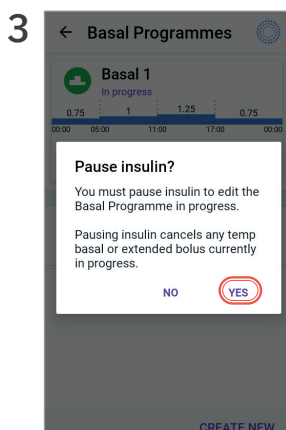 3
Basal Programmes
Basal 1
In progress
0.75 1 1.25 0.75
00:00 05:00 11:00 17:00 00:00
Pause insulin?
You must pause insulin to edit the
Basal Programme in progress.
Pausing insulin cancels any temp
basal or extended bolus currently
in progress.
NO YES
CREATE NEW